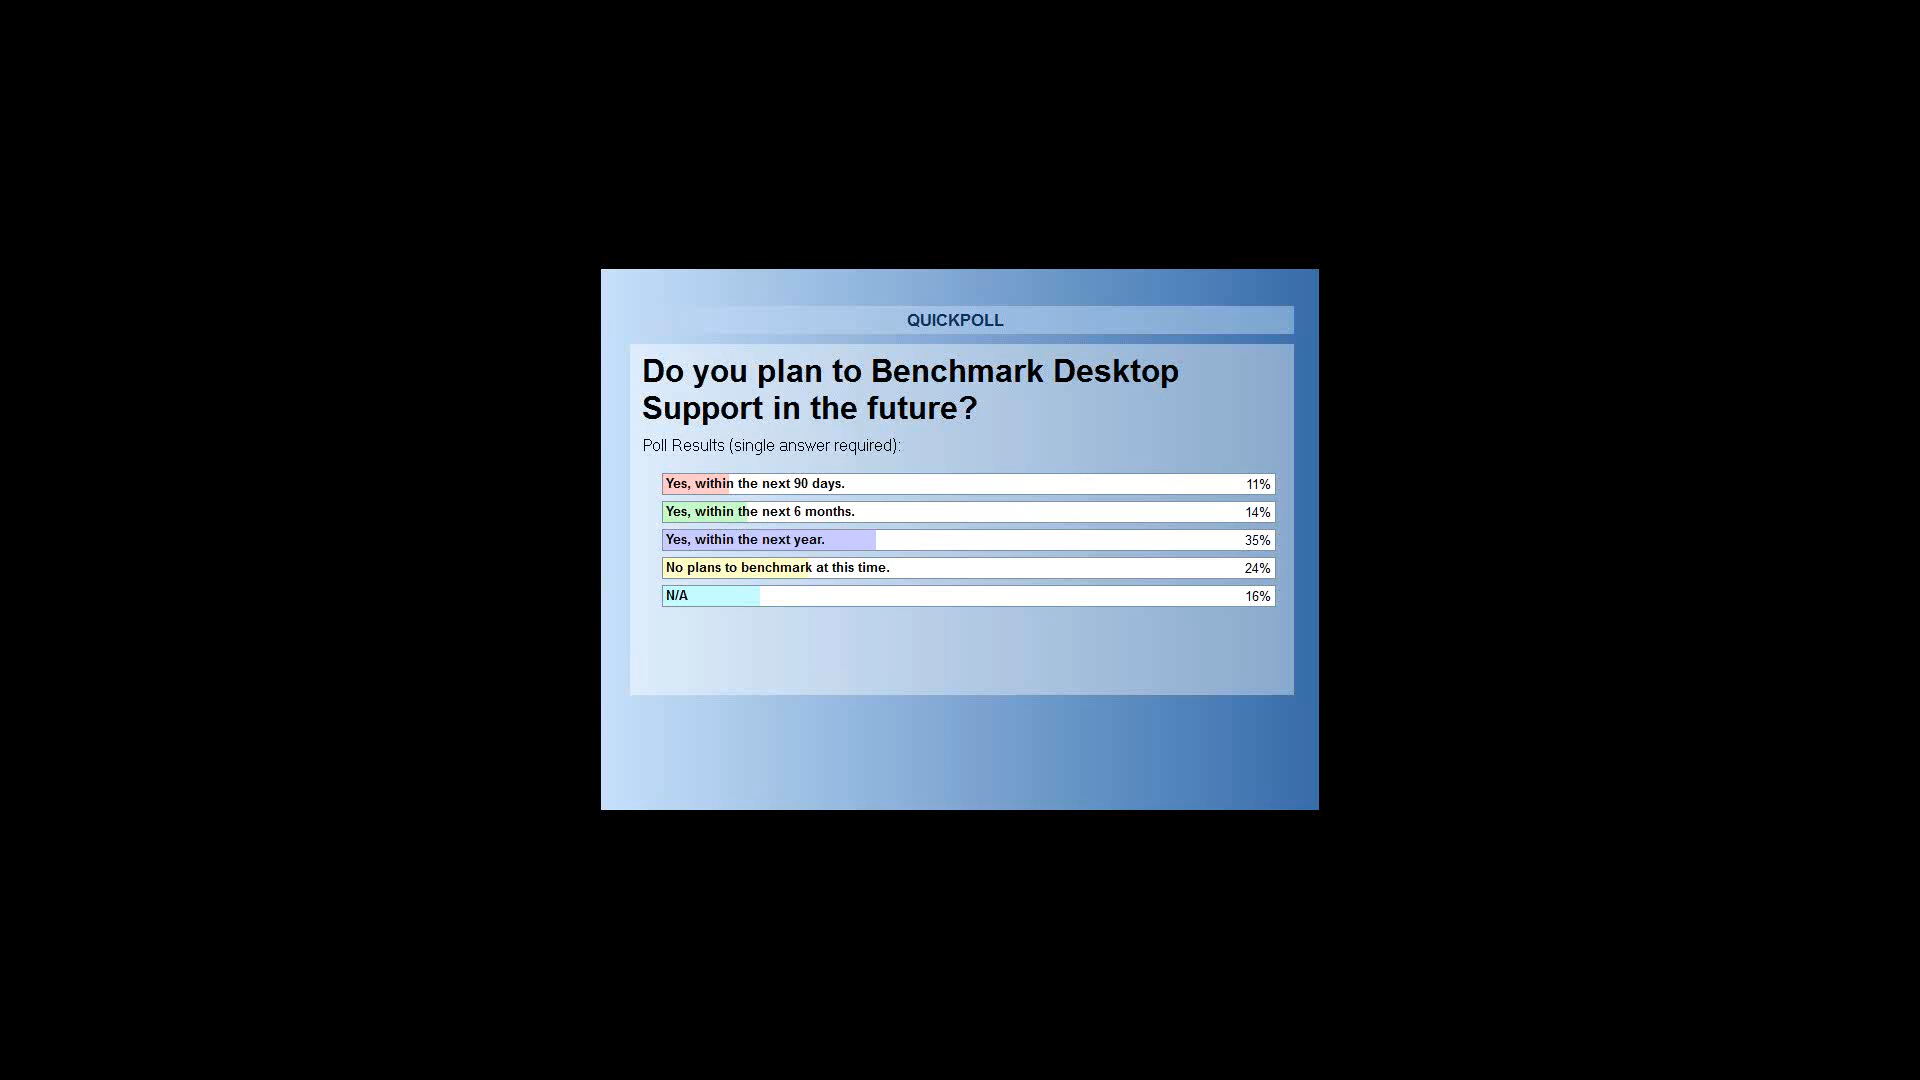 QUICKPOLL
Do you plan to Benchmark Desktop
Support in the future?
Poll Results (single answer required):
Yes, within the next 90 days. 11%
Yes, within the next 6 months. 14%
Yes, within the next year. 35%
No plans to benchmark at this time. 24%
N/A 16%